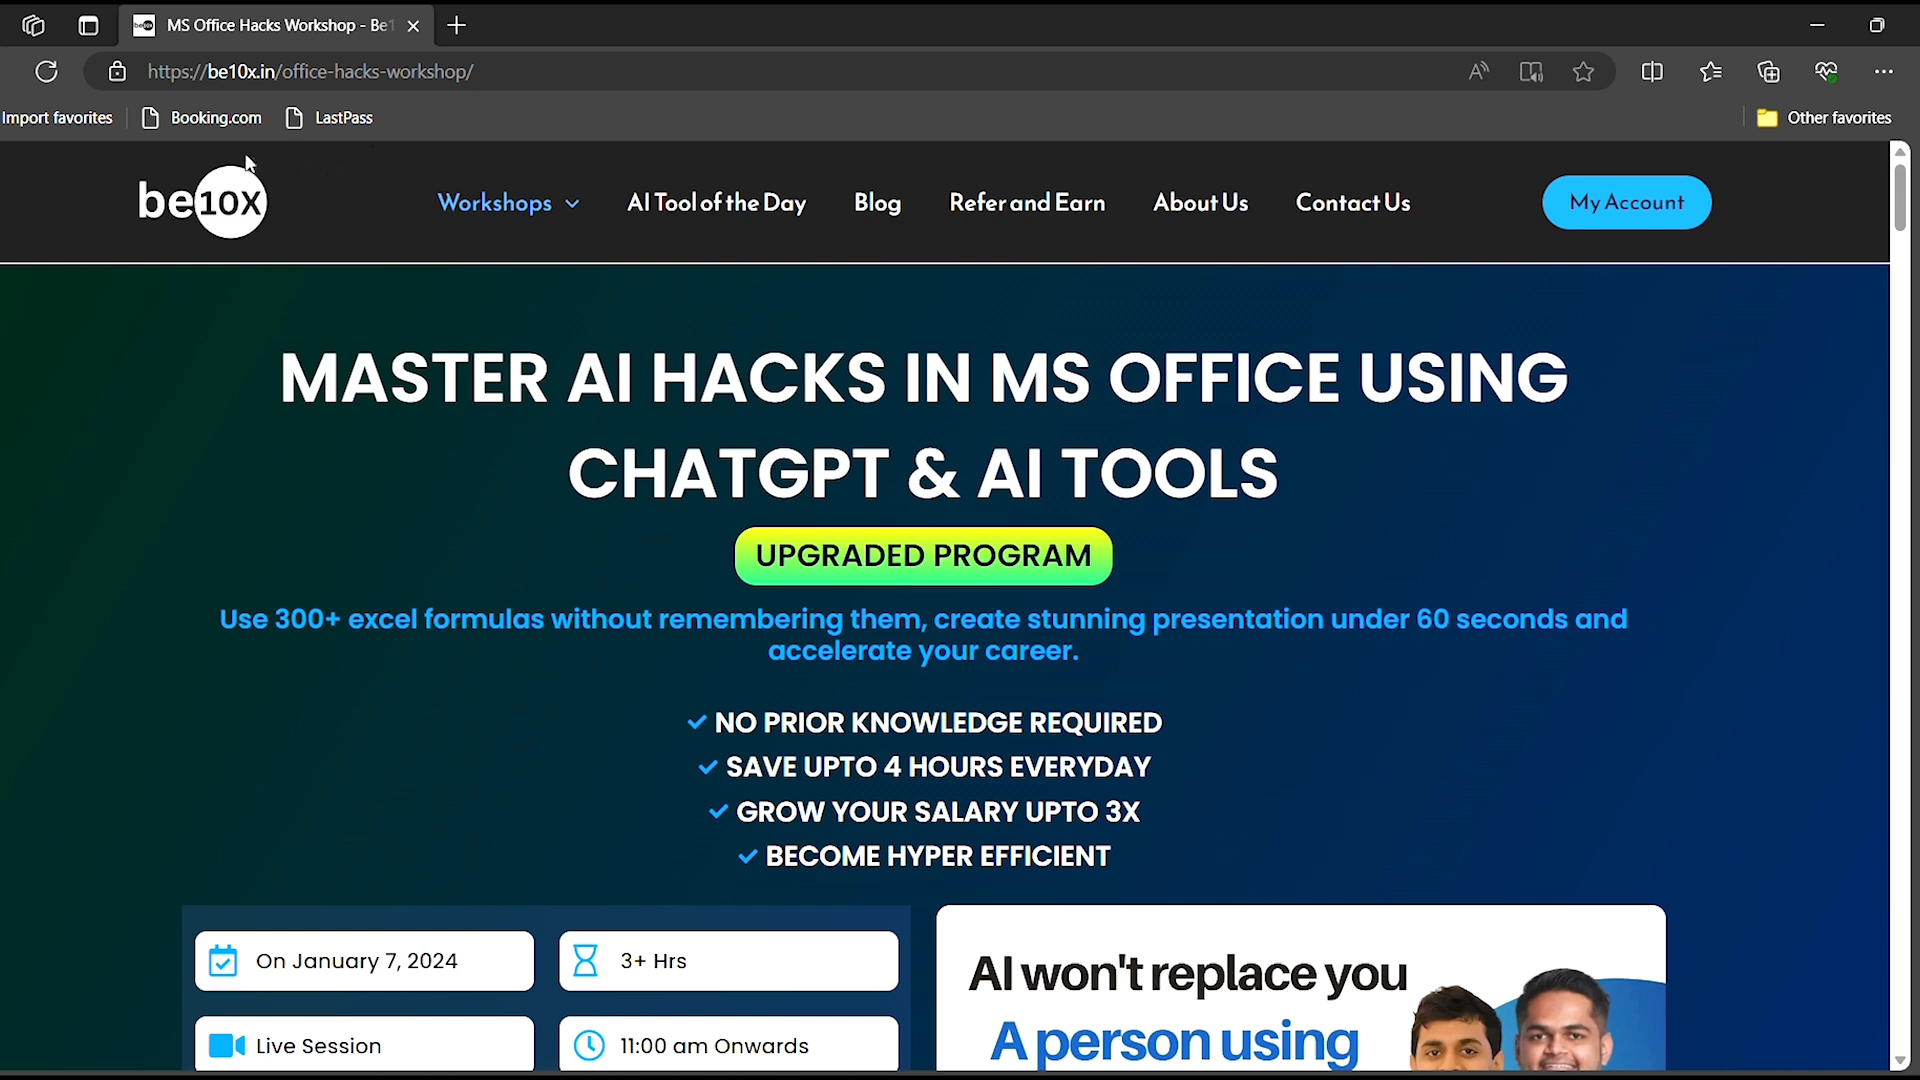 MS Office Hacks Workshop - Be1
https://be10x.in/office-hacks-workshop/
Import favorites
Booking.com
LastPass
Other favorites
be10X
Workshops
AI Tool of the Day
Blog
Refer and Earn
About Us
Contact Us
My Account
MASTER AI HACKS IN MS OFFICE USING
CHATGPT & AI TOOLS
UPGRADED PROGRAM
Use 300+ excel formulas without remembering them, create stunning presentation under 60 seconds and
accelerate your career.
NO PRIOR KNOWLEDGE REQUIRED
SAVE UPTO 4 HOURS EVERYDAY
GROW YOUR SALARY UPTO 3X
BECOME HYPER EFFICIENT
On January 7, 2024
3+ Hrs
Live Session
11:00 am Onwards
AI won't replace you
A person using